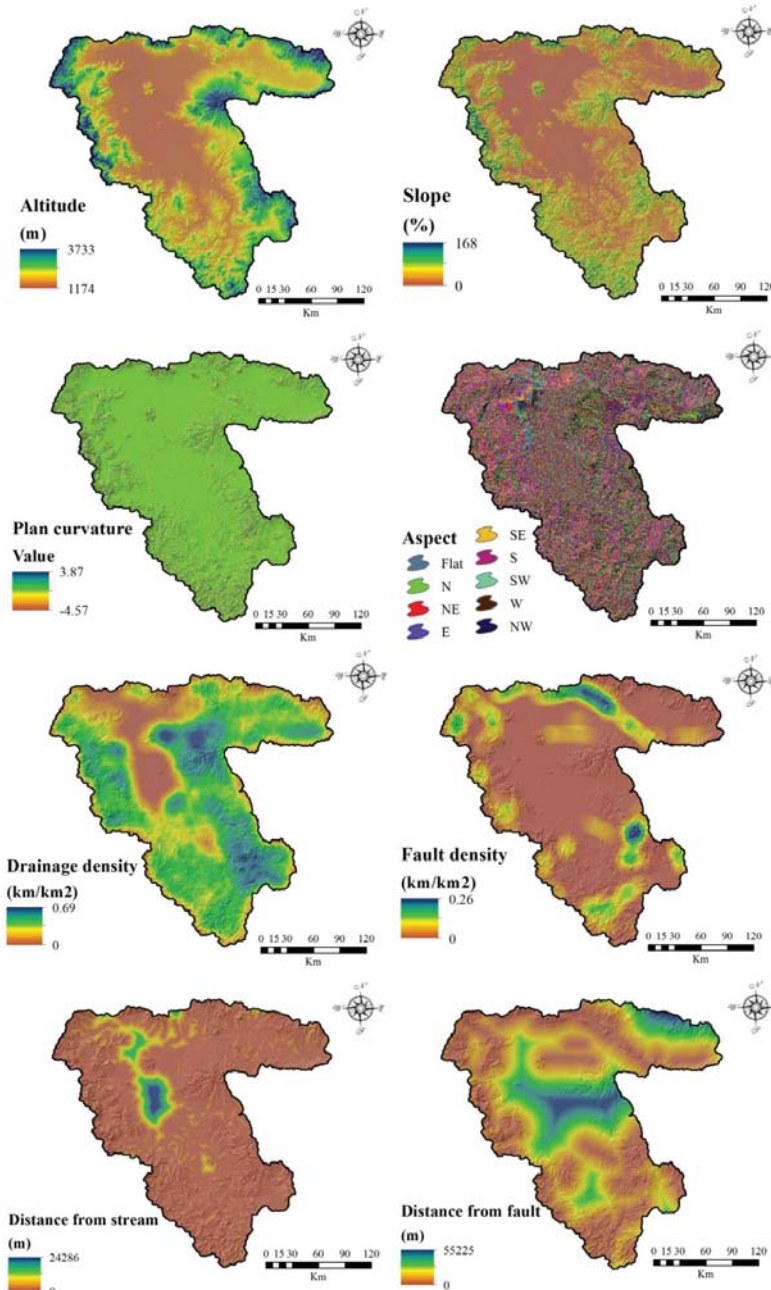 Altitude
(m)
3733
1174
0 15 30 60 90 120
Km
Slope
(%)
168
0
0 15 30 60 90 120
Km
Plan curvature
Value
3.87
-4.57
0 15 30 60 90 120
Km
Aspect
Flat
N
NE
E
SE
S
SW
W
NW
0 15 30 60 90 120
Km
Drainage density
(km/km2)
0.69
0
0 15 30 60 90 120
Km
Fault density
(km/km2)
0.26
0
0 15 30 60 90 120
Km
Distance from stream
(m)
24286
0
0 15 30 60 90 120
Km
Distance from fault
(m)
55225
0
0 15 30 60 90 120
Km